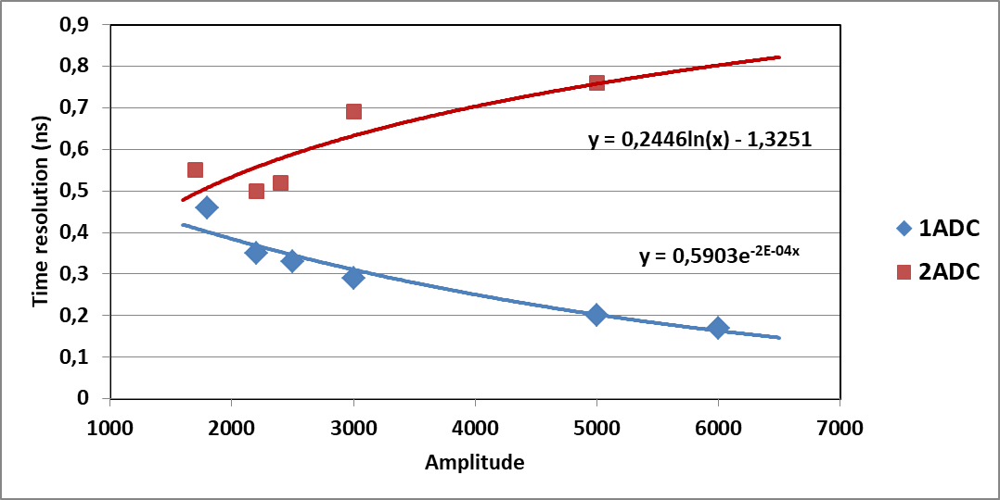 0,9
0,8
0,7
0,6
0,5
0,4
0,3
0,2
0,1
0
Time resolution (ns)
y = 0,2446ln(x) - 1,3251
y = 0,5903e-2E-04x
1000 2000 3000 4000 5000 6000 7000
Amplitude
1ADC
2ADC